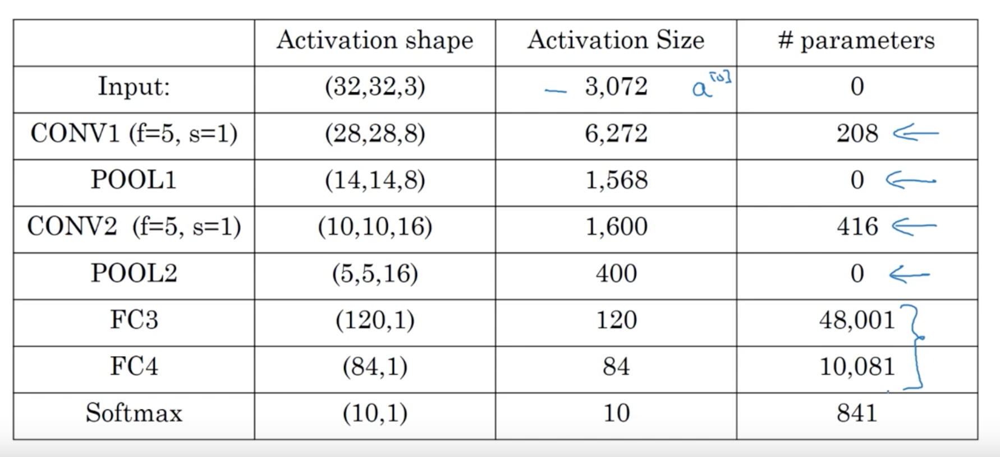 Activation shape Activation Size # parameters
Input: (32,32,3) – 3,072 a[0] 0
CONV1 (f=5, s=1) (28,28,8) 6,272 208 ←
POOL1 (14,14,8) 1,568 0 ←
CONV2 (f=5, s=1) (10,10,16) 1,600 416 ←
POOL2 (5,5,16) 400 0 ←
FC3 (120,1) 120 48,001 }
FC4 (84,1) 84 10,081
Softmax (10,1) 10 841